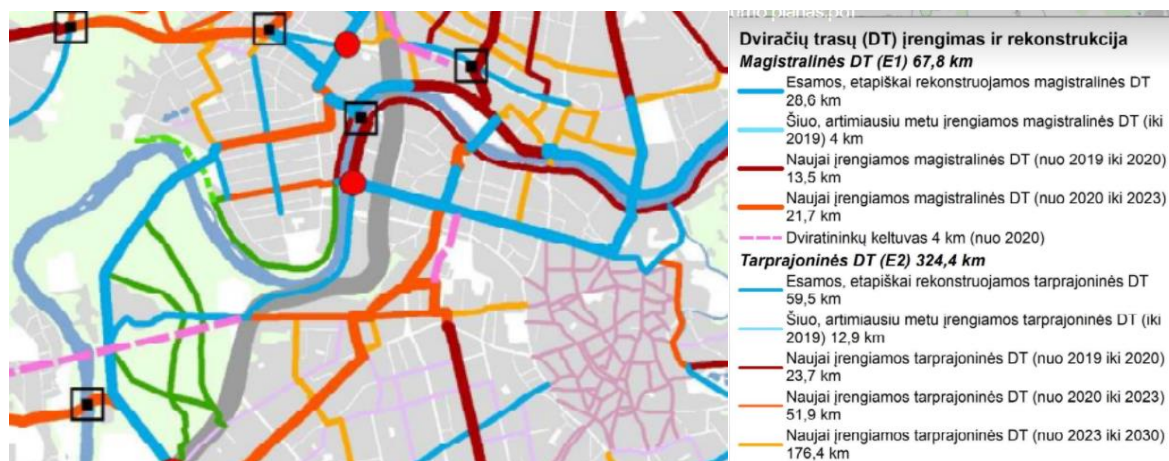 planas.pdf
Dviračių trasų (DT) įrengimas ir rekonstrukcija
Magistralinės DT (E1) 67,8 km
Esamos, etapiškai rekonstruojamos magistralinės DT
28,6 km
Šiuo, artimiausiu metu įrengiamos magistralinės DT (iki
2019) 4 km
Naujai įrengiamos magistralinės DT (nuo 2019 iki 2020)
13,5 km
Naujai įrengiamos magistralinės DT (nuo 2020 iki 2023)
21,7 km
Dviratininkų keltuvas 4 km (nuo 2020)
Tarprajoninės DT (E2) 324,4 km
Esamos, etapiškai rekonstruojamos tarprajoninės DT
59,5 km
Šiuo, artimiausiu metu įrengiamos tarprajoninės DT (iki
2019) 12,9 km
Naujai įrengiamos tarprajoninės DT (nuo 2019 iki 2020)
23,7 km
Naujai įrengiamos tarprajoninės DT (nuo 2020 iki 2023)
51,9 km
Naujai įrengiamos tarprajoninės DT (nuo 2023 iki 2030)
176,4 km